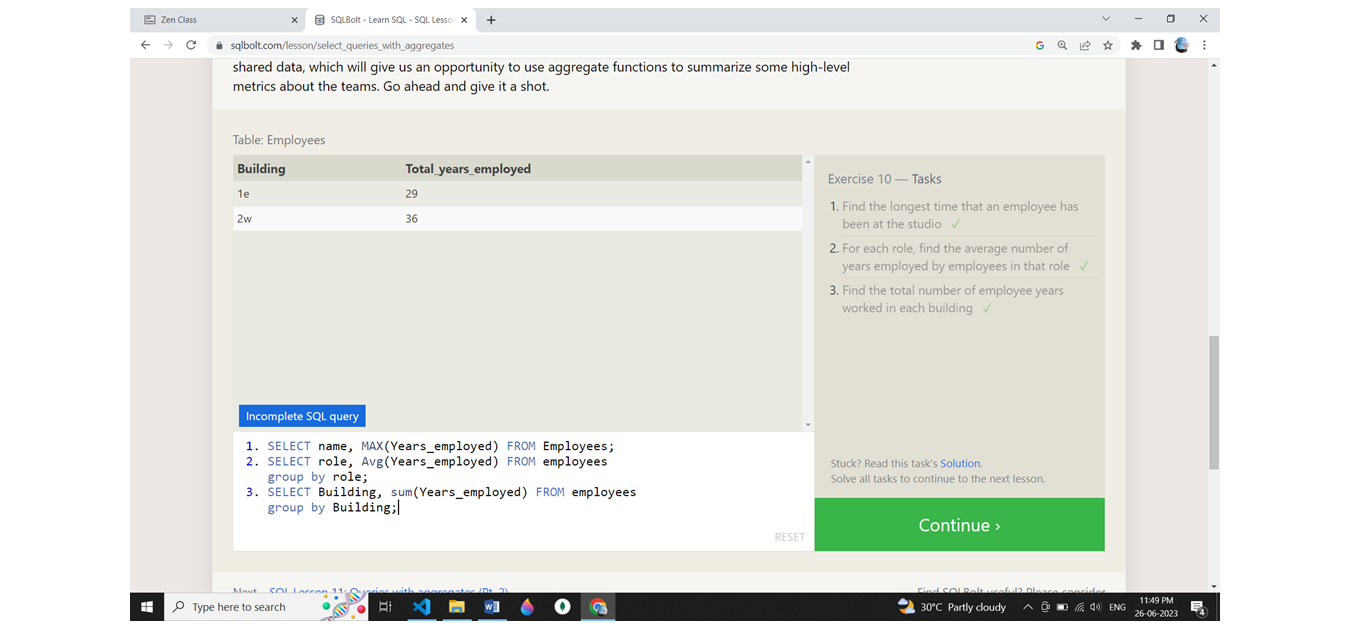 Zen Class
SQLBolt - Learn SQL - SQL Lesso
sqlbolt.com/lesson/select_queries_with_aggregates
shared data, which will give us an opportunity to use aggregate functions to summarize some high-level
metrics about the teams. Go ahead and give it a shot.
Table: Employees
Building Total_years_employed
1e 29
2w 36
Incomplete SQL query
1. SELECT name, MAX(Years_employed) FROM Employees;
2. SELECT role, Avg(Years_employed) FROM employees
group by role;
3. SELECT Building, sum(Years_employed) FROM employees
group by Building;
RESET
Exercise 10 — Tasks
1. Find the longest time that an employee has
been at the studio ✓
2. For each role, find the average number of
years employed by employees in that role ✓
3. Find the total number of employee years
worked in each building ✓
Stuck? Read this task's Solution.
Solve all tasks to continue to the next lesson.
Continue ›
Next – SQL Lesson 11: Queries with aggregates (Pt. 2)
Find SQLBolt useful? Please consider
Type here to search
30°C Partly cloudy
ENG
11:49 PM
26-06-2023
4